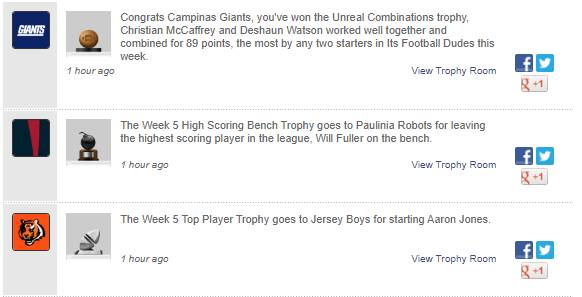 GIANTS
Congrats Campinas Giants, you've won the Unreal Combinations trophy,
Christian McCaffrey and Deshaun Watson worked well together and
combined for 89 points, the most by any two starters in Its Football Dudes this
week.
1 hour ago
View Trophy Room
f
g +1
The Week 5 High Scoring Bench Trophy goes to Paulinia Robots for leaving
the highest scoring player in the league, Will Fuller on the bench.
1 hour ago
View Trophy Room
f
g +1
The Week 5 Top Player Trophy goes to Jersey Boys for starting Aaron Jones.
1 hour ago
View Trophy Room
f
g +1